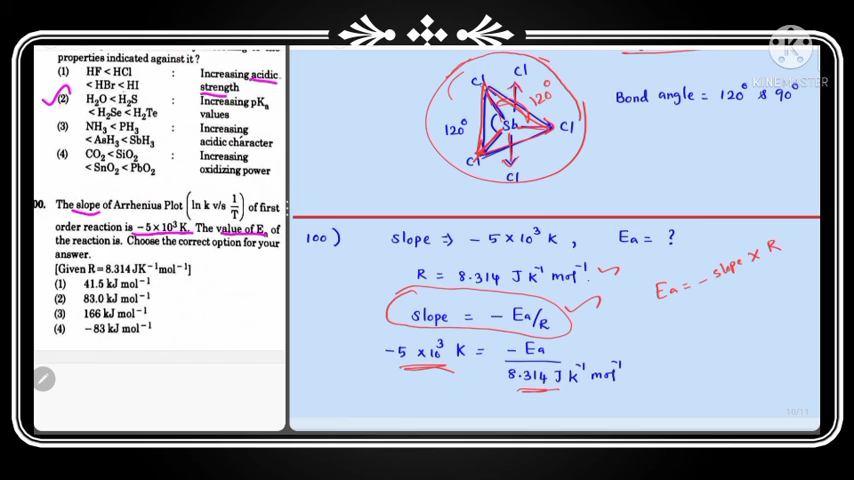 properties indicated against it ?
(1) HF < HCl : Increasing acidic
< HBr < HI strength
(2) H2O < H2S : Increasing pKa
< H2Se < H2Te values
(3) NH3 < PH3 : Increasing
< AsH3 < SbH3 acidic character
(4) CO2 < SiO2 : Increasing
< SnO2 < PbO2 oxidizing power
00. The slope of Arrhenius Plot (ln k v/s 1/T) of first
order reaction is – 5 × 10³ K. The value of Ea of
the reaction is. Choose the correct option for your
answer.
[Given R = 8.314 JK⁻¹mol⁻¹]
(1) 41.5 kJ mol⁻¹
(2) 83.0 kJ mol⁻¹
(3) 166 kJ mol⁻¹
(4) – 83 kJ mol⁻¹
Cl
Cl
120°
120°
Sb
Cl
Cl
Cl
Bond angle = 120° & 90°
100) slope ⇒ - 5 × 10³ K , Ea = ?
R = 8.314 J K⁻¹ mol⁻¹.
Ea = - slope × R
slope = - Ea/R
-5 × 10³ K = - Ea
8.314 J K⁻¹ mol⁻¹
10/11
KINEMASTER